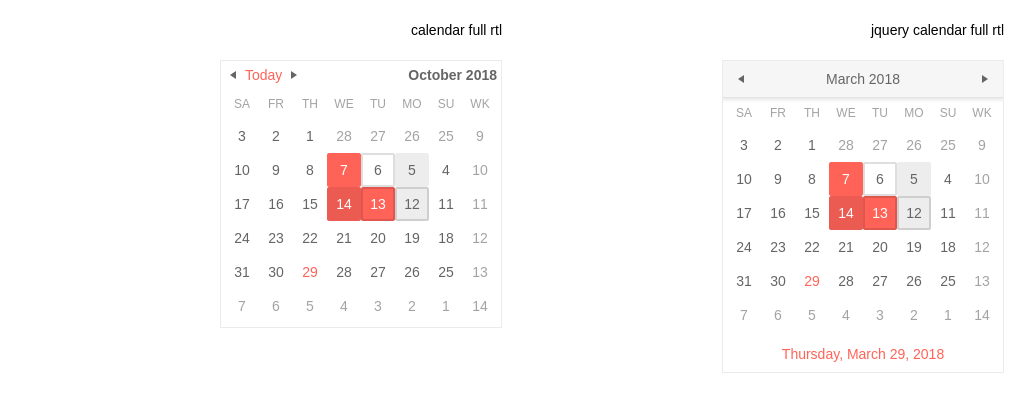 calendar full rtl
Today October 2018
SA FR TH WE TU MO SU WK
3 2 1 28 27 26 25 9
10 9 8 7 6 5 4 10
17 16 15 14 13 12 11 11
24 23 22 21 20 19 18 12
31 30 29 28 27 26 25 13
7 6 5 4 3 2 1 14
jquery calendar full rtl
March 2018
SA FR TH WE TU MO SU WK
3 2 1 28 27 26 25 9
10 9 8 7 6 5 4 10
17 16 15 14 13 12 11 11
24 23 22 21 20 19 18 12
31 30 29 28 27 26 25 13
7 6 5 4 3 2 1 14
Thursday, March 29, 2018